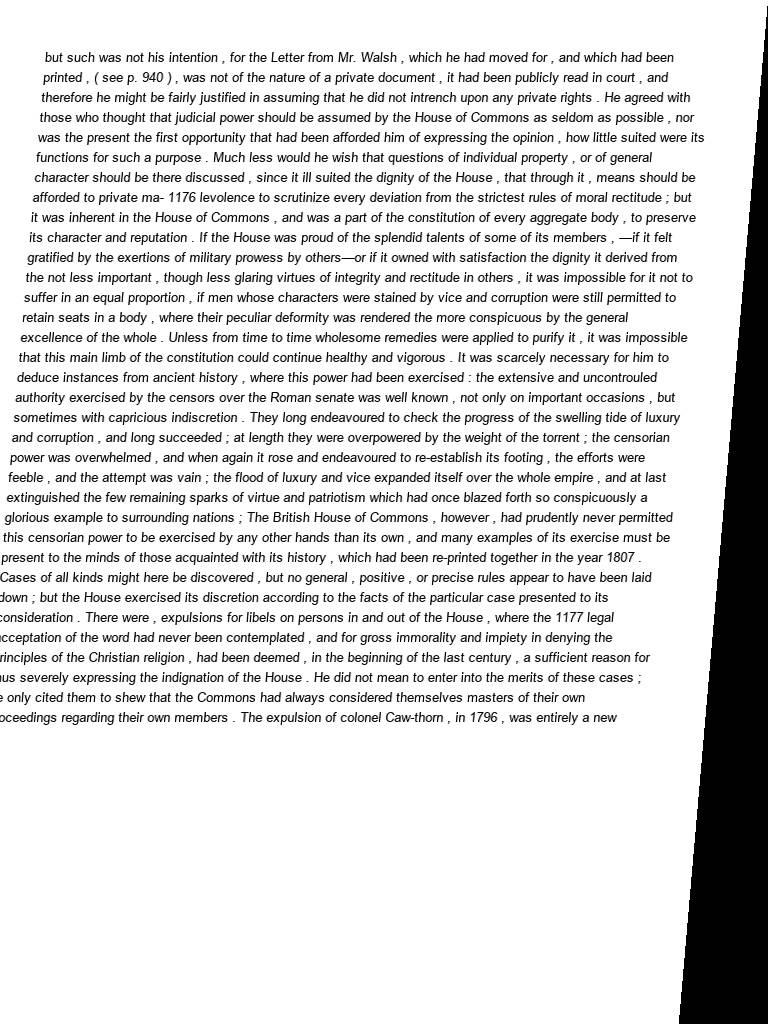 but such was not his intention , for the Letter from Mr. Walsh , which he had moved for , and which had been
printed , ( see p. 940 ) , was not of the nature of a private document , it had been publicly read in court , and
therefore he might be fairly justified in assuming that he did not intrench upon any private rights . He agreed with
those who thought that judicial power should be assumed by the House of Commons as seldom as possible , nor
was the present the first opportunity that had been afforded him of expressing the opinion , how little suited were its
functions for such a purpose . Much less would he wish that questions of individual property , or of general
character should be there discussed , since it ill suited the dignity of the House , that through it , means should be
afforded to private ma- 1176 levolence to scrutinize every deviation from the strictest rules of moral rectitude ; but
it was inherent in the House of Commons , and was a part of the constitution of every aggregate body , to preserve
its character and reputation . If the House was proud of the splendid talents of some of its members , —if it felt
gratified by the exertions of military prowess by others—or if it owned with satisfaction the dignity it derived from
the not less important , though less glaring virtues of integrity and rectitude in others , it was impossible for it not to
suffer in an equal proportion , if men whose characters were stained by vice and corruption were still permitted to
retain seats in a body , where their peculiar deformity was rendered the more conspicuous by the general
excellence of the whole . Unless from time to time wholesome remedies were applied to purify it , it was impossible
that this main limb of the constitution could continue healthy and vigorous . It was scarcely necessary for him to
deduce instances from ancient history , where this power had been exercised : the extensive and uncontrouled
authority exercised by the censors over the Roman senate was well known , not only on important occasions , but
sometimes with capricious indiscretion . They long endeavoured to check the progress of the swelling tide of luxury
and corruption , and long succeeded ; at length they were overpowered by the weight of the torrent ; the censorian
power was overwhelmed , and when again it rose and endeavoured to re-establish its footing , the efforts were
feeble , and the attempt was vain ; the flood of luxury and vice expanded itself over the whole empire , and at last
extinguished the few remaining sparks of virtue and patriotism which had once blazed forth so conspicuously a
glorious example to surrounding nations ; The British House of Commons , however , had prudently never permitted
this censorian power to be exercised by any other hands than its own , and many examples of its exercise must be
present to the minds of those acquainted with its history , which had been re-printed together in the year 1807 .
Cases of all kinds might here be discovered , but no general , positive , or precise rules appear to have been laid
down ; but the House exercised its discretion according to the facts of the particular case presented to its
consideration . There were , expulsions for libels on persons in and out of the House , where the 1177 legal
acceptation of the word had never been contemplated , and for gross immorality and impiety in denying the
principles of the Christian religion , had been deemed , in the beginning of the last century , a sufficient reason for
thus severely expressing the indignation of the House . He did not mean to enter into the merits of these cases ;
he only cited them to shew that the Commons had always considered themselves masters of their own
proceedings regarding their own members . The expulsion of colonel Caw-thorn , in 1796 , was entirely a new